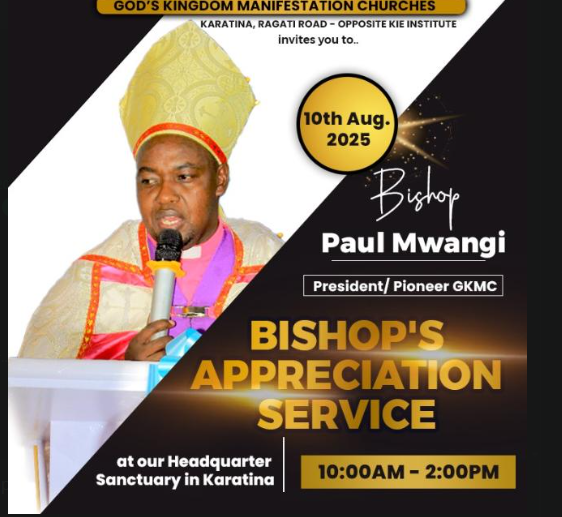 GOD'S KINGDOM MANIFESTATION CHURCHES
KARATINA, RAGATI ROAD - OPPOSITE KIE INSTITUTE
invites you to..
10th Aug.
2025
Bishop
Paul Mwangi
President/ Pioneer GKMC
BISHOP'S
APPRECIATION
SERVICE
at our Headquarter
Sanctuary in Karatina
10:00AM - 2:00PM